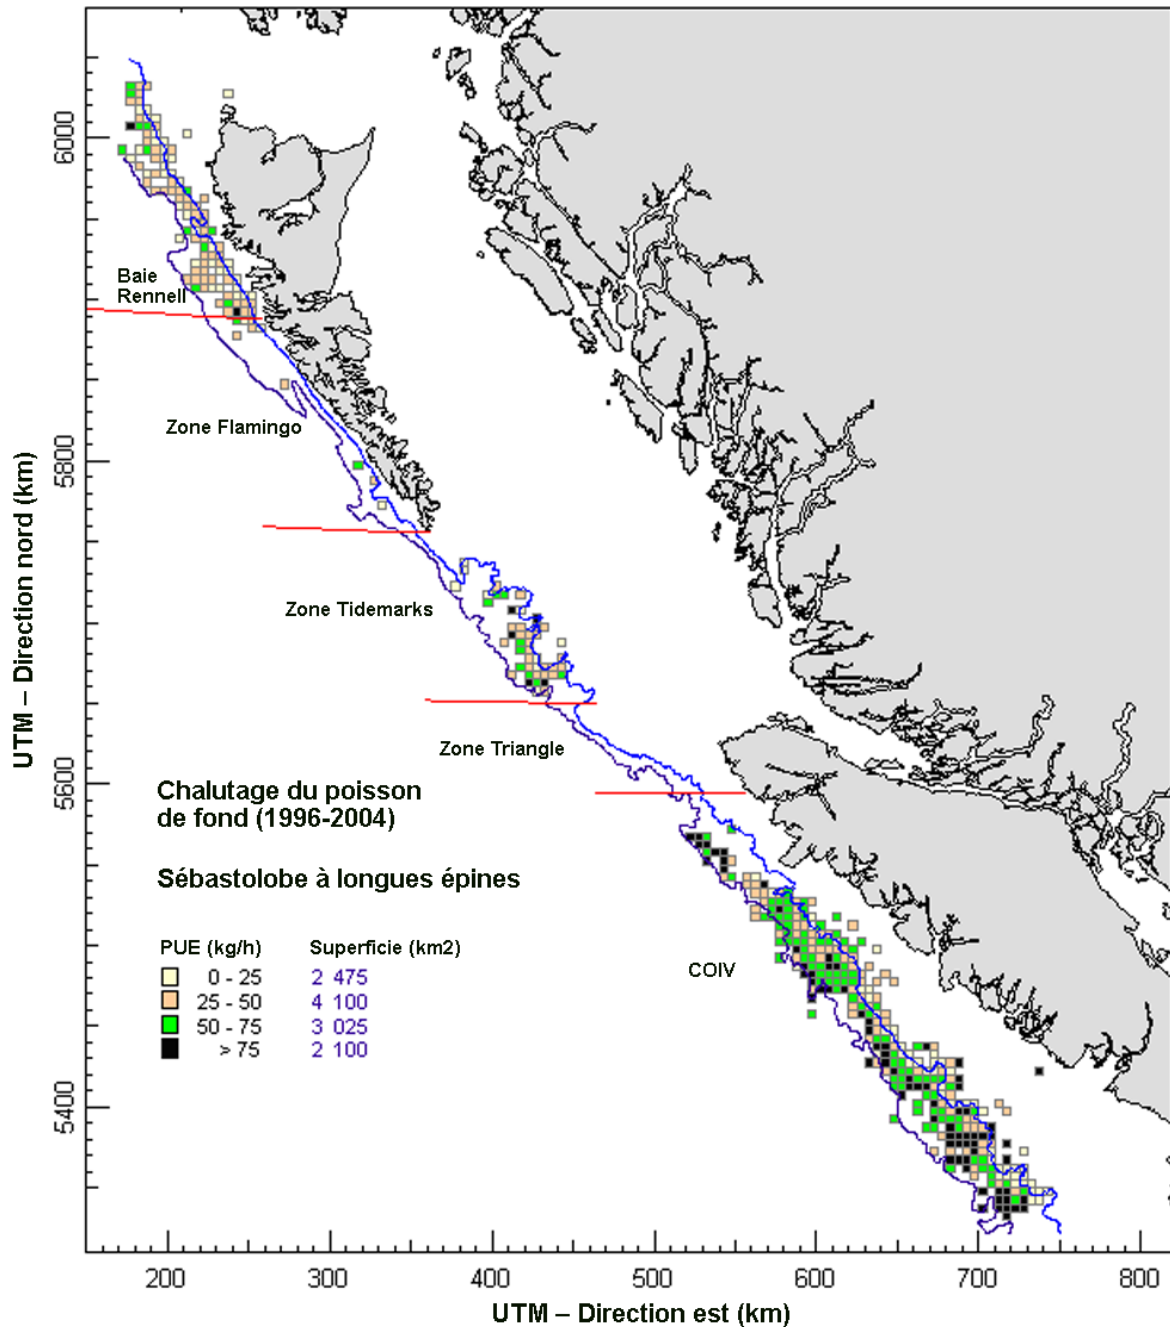 6000
5800
5600
5400
UTM – Direction nord (km)
Baie
Rennell
Zone Flamingo
Zone Tidemarks
Zone Triangle
COIV
Chalutage du poisson
de fond (1996-2004)
Sébastolobe à longues épines
PUE (kg/h) Superficie (km2)
0 - 25 2 475
25 - 50 4 100
50 - 75 3 025
> 75 2 100
200 300 400 500 600 700 800
UTM – Direction est (km)